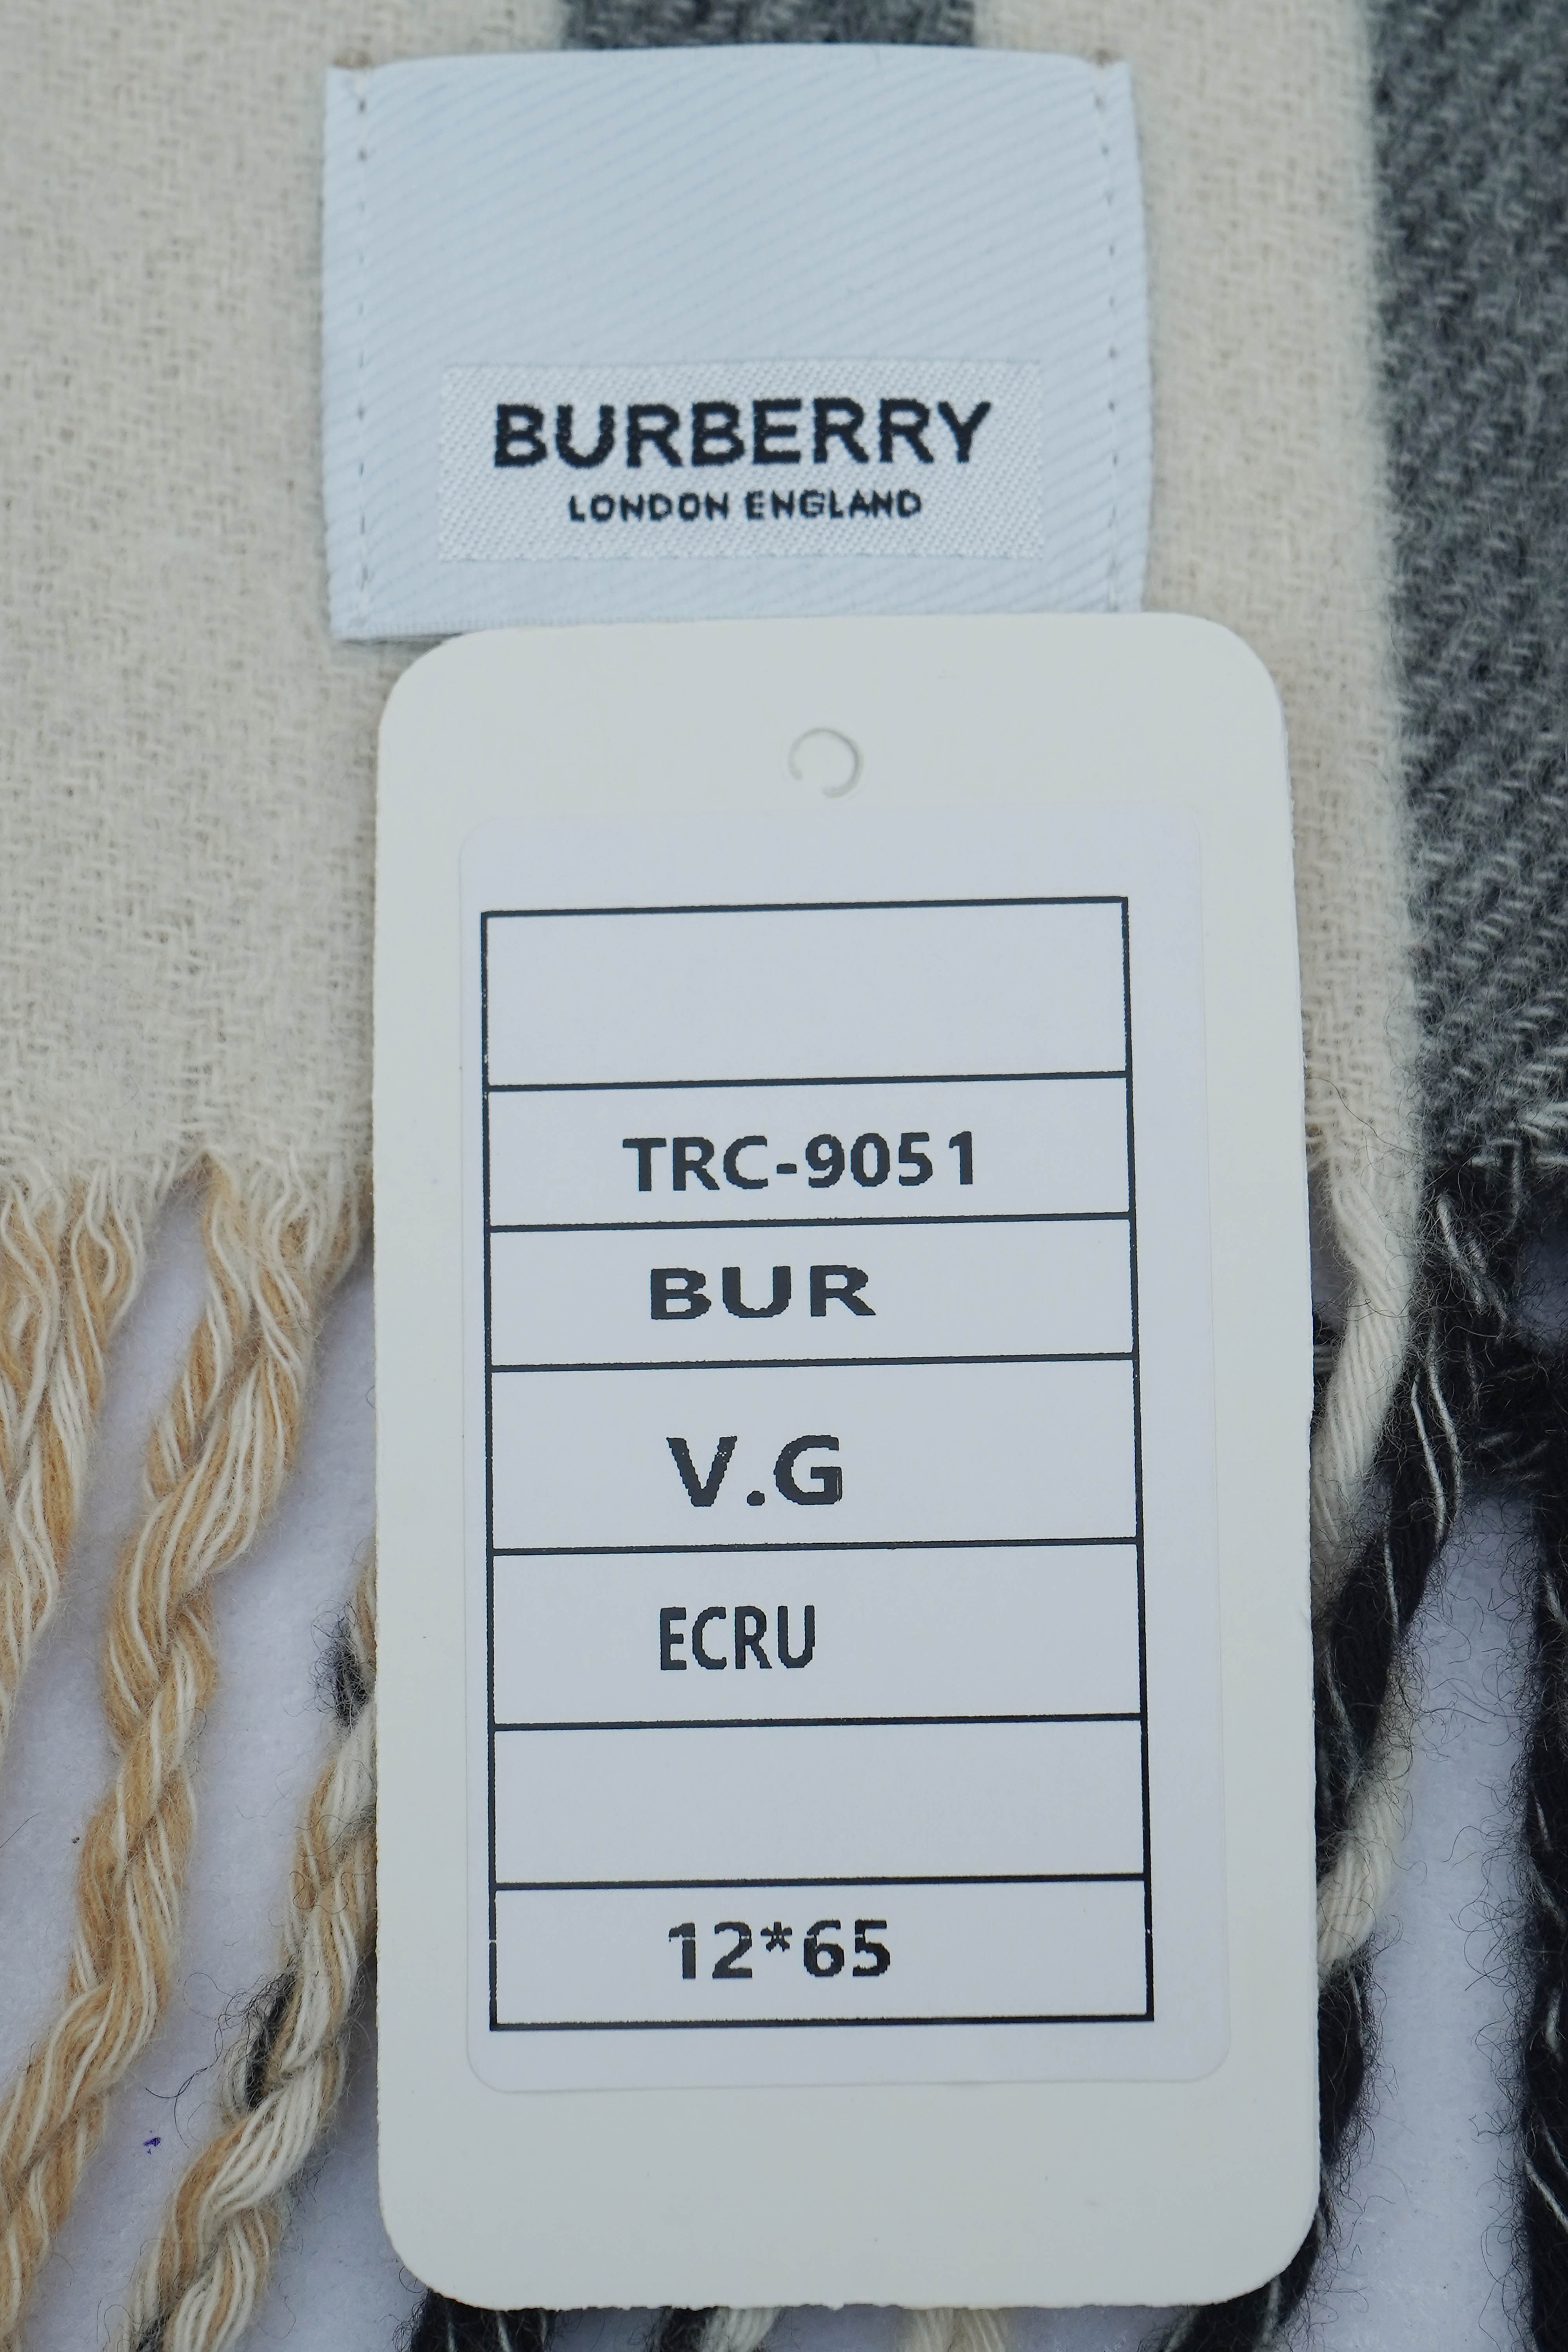 BURBERRY
LONDON ENGLAND
TRC-9051
BUR
V.G
ECRU
12*65